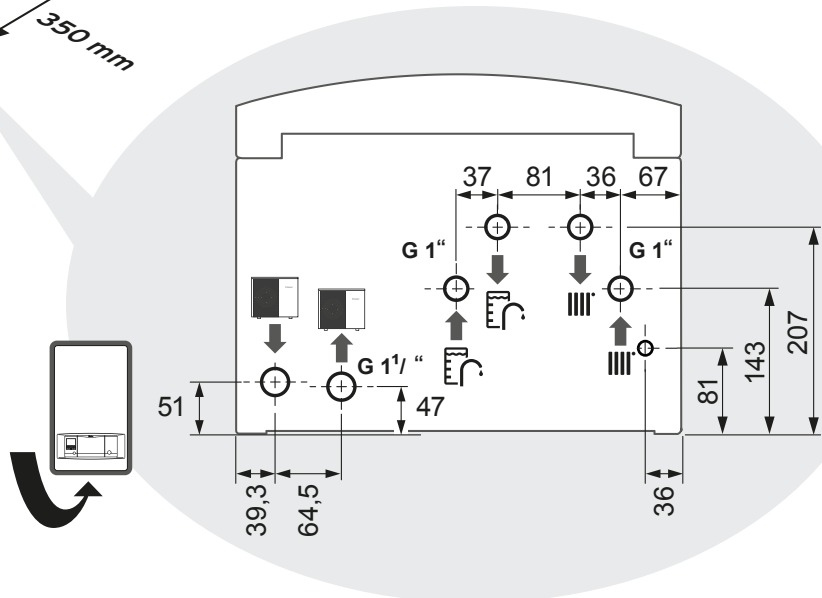 350 mm
37 81 36 67
G 1“ G 1“
G 1¹/ “
51 47 81 143 207
39,3 64,5 36